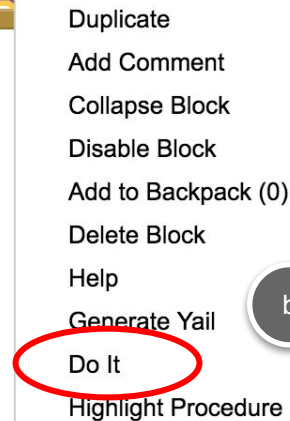 Duplicate
Add Comment
Collapse Block
Disable Block
Add to Backpack (0)
Delete Block
Help
Generate Yail
Do It
Highlight Procedure